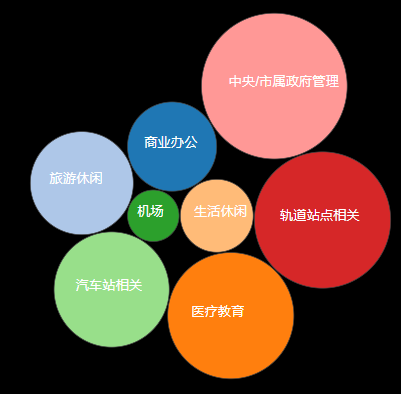 中央/市属政府管理
商业办公
旅游休闲
机场
生活休闲
轨道站点相关
汽车站相关
医疗教育